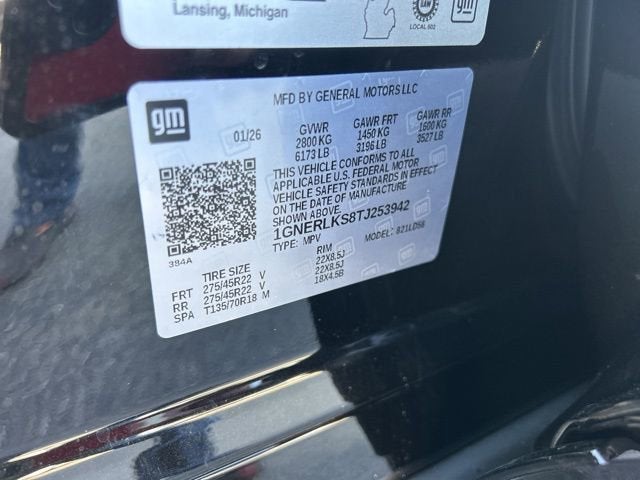 Lansing, Michigan
UAW
LOCAL 602
gm
gm
MFD BY GENERAL MOTORS LLC
01/26
GVWR GAWR FRT GAWR RR
2800 KG 1450 KG 1600 KG
6173 LB 3196 LB 3527 LB
THIS VEHICLE CONFORMS TO ALL
APPLICABLE U.S. FEDERAL MOTOR
VEHICLE SAFETY STANDARDS IN EFFECT
ON THE DATE OF MANUFACTURE
SHOWN ABOVE.
1GNERLKS8TJ253942
TYPE: MPV MODEL: 821LD56
394A
TIRE SIZE RIM
FRT 275/45R22 V 22X8.5J
RR 275/45R22 V 22X8.5J
SPA T135/70R18 M 18X4.5B